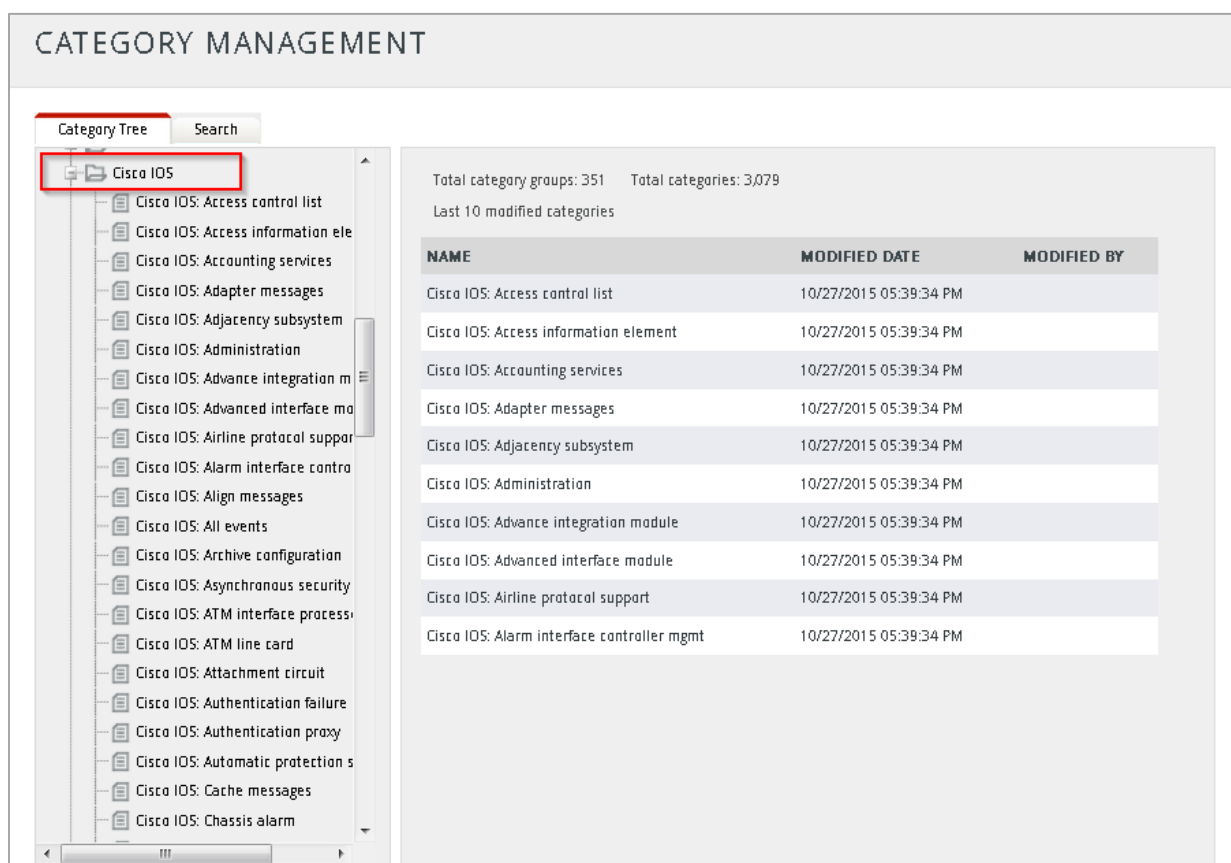 CATEGORY MANAGEMENT
Category Tree
Search
Cisco IOS
Cisco IOS: Access control list
Cisco IOS: Access information ele
Cisco IOS: Accounting services
Cisco IOS: Adapter messages
Cisco IOS: Adjacency subsystem
Cisco IOS: Administration
Cisco IOS: Advance integration m
Cisco IOS: Advanced interface mo
Cisco IOS: Airline protocol suppor
Cisco IOS: Alarm interface contro
Cisco IOS: Align messages
Cisco IOS: All events
Cisco IOS: Archive configuration
Cisco IOS: Asynchronous security
Cisco IOS: ATM interface process
Cisco IOS: ATM line card
Cisco IOS: Attachment circuit
Cisco IOS: Authentication failure
Cisco IOS: Authentication proxy
Cisco IOS: Automatic protection s
Cisco IOS: Cache messages
Cisco IOS: Chassis alarm
Total category groups: 351 Total categories: 3,079
Last 10 modified categories
NAME MODIFIED DATE MODIFIED BY
Cisco IOS: Access control list 10/27/2015 05:39:34 PM
Cisco IOS: Access information element 10/27/2015 05:39:34 PM
Cisco IOS: Accounting services 10/27/2015 05:39:34 PM
Cisco IOS: Adapter messages 10/27/2015 05:39:34 PM
Cisco IOS: Adjacency subsystem 10/27/2015 05:39:34 PM
Cisco IOS: Administration 10/27/2015 05:39:34 PM
Cisco IOS: Advance integration module 10/27/2015 05:39:34 PM
Cisco IOS: Advanced interface module 10/27/2015 05:39:34 PM
Cisco IOS: Airline protocol support 10/27/2015 05:39:34 PM
Cisco IOS: Alarm interface controller mgmt 10/27/2015 05:39:34 PM